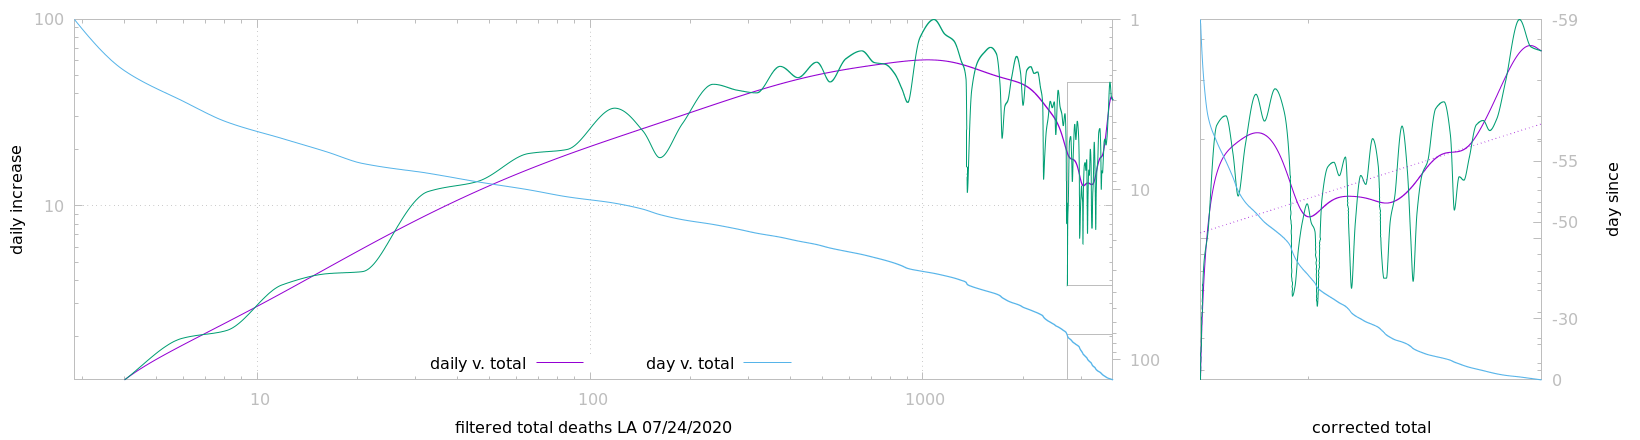 100
10
daily increase
1
10
100
daily v. total
day v. total
10
100
1000
filtered total deaths LA 07/24/2020
-59
-55
-50
-30
0
day since
corrected total